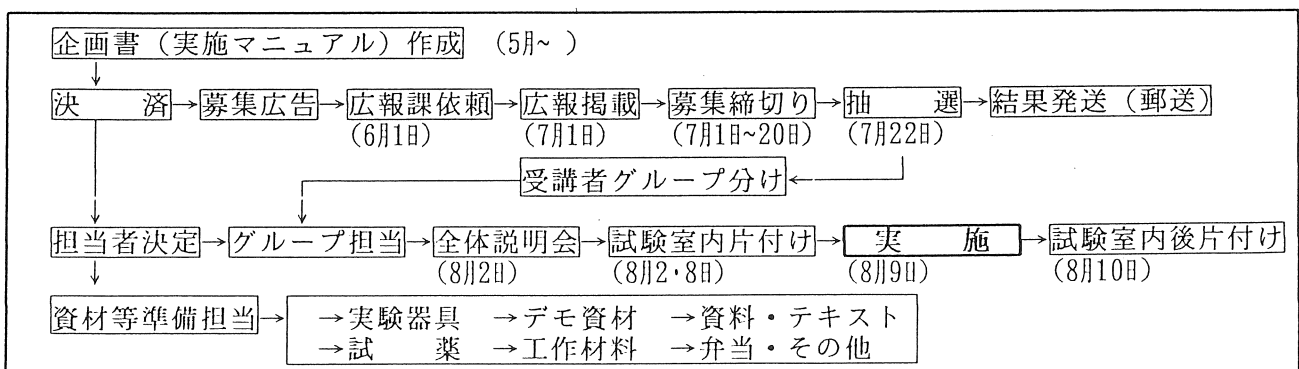 企画書（実施マニュアル）作成 （5月~ ）
決　　済→募集広告→広報課依頼→広報掲載→募集締切り→抽　　選→結果発送（郵送）
（6月1日） （7月1日） （7月1日~20日） （7月22日）
受講者グループ分け
担当者決定→グループ担当→全体説明会→試験室内片付け→実　　施→試験室内後片付け
（8月2日） （8月2・8日） （8月9日） （8月10日）
資材等準備担当→ →実験器具 →デモ資材 →資料・テキスト
→試　　薬 →工作材料 →弁当・その他